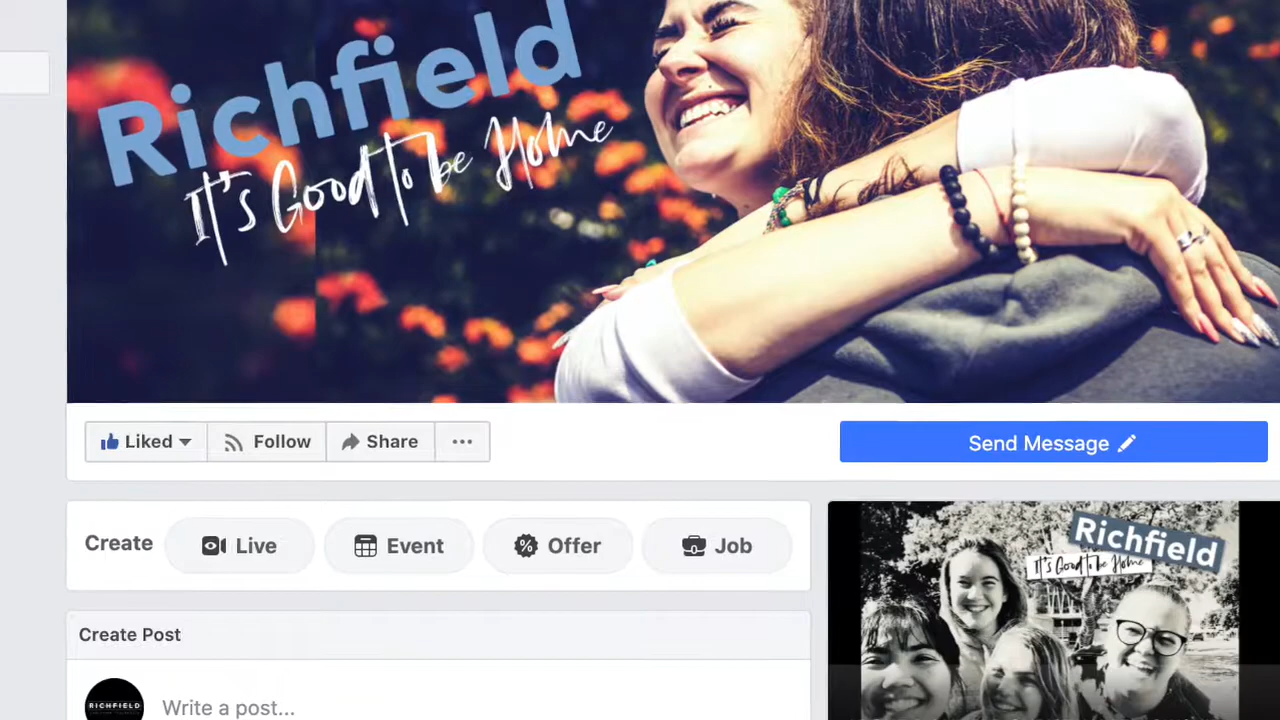 Richfield
It's Good to be Home
Liked
Follow
Share
Send Message
Create
Live
Event
Offer
Job
Richfield
It's Good to be Home
Create Post
RICHFIELD
Write a post...